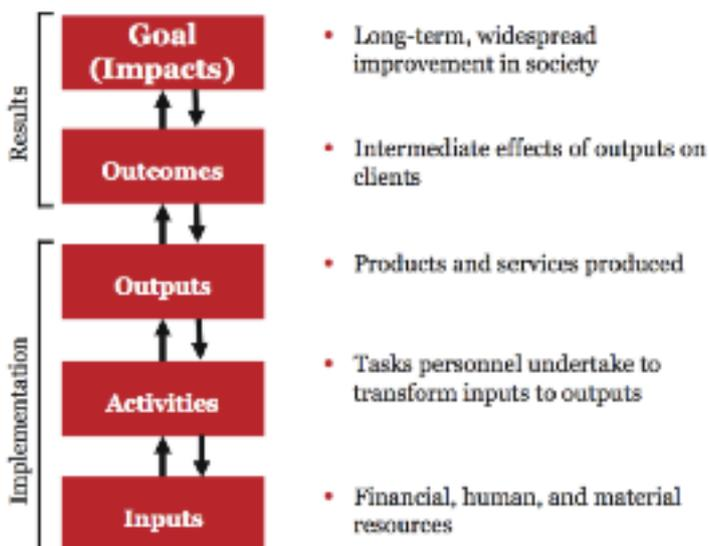 Goal
(Impacts)
• Long-term, widespread
improvement in society
Results
Outcomes
• Intermediate effects of outputs on
clients
Outputs
• Products and services produced
Implementation
Activities
• Tasks personnel undertake to
transform inputs to outputs
Inputs
• Financial, human, and material
resources